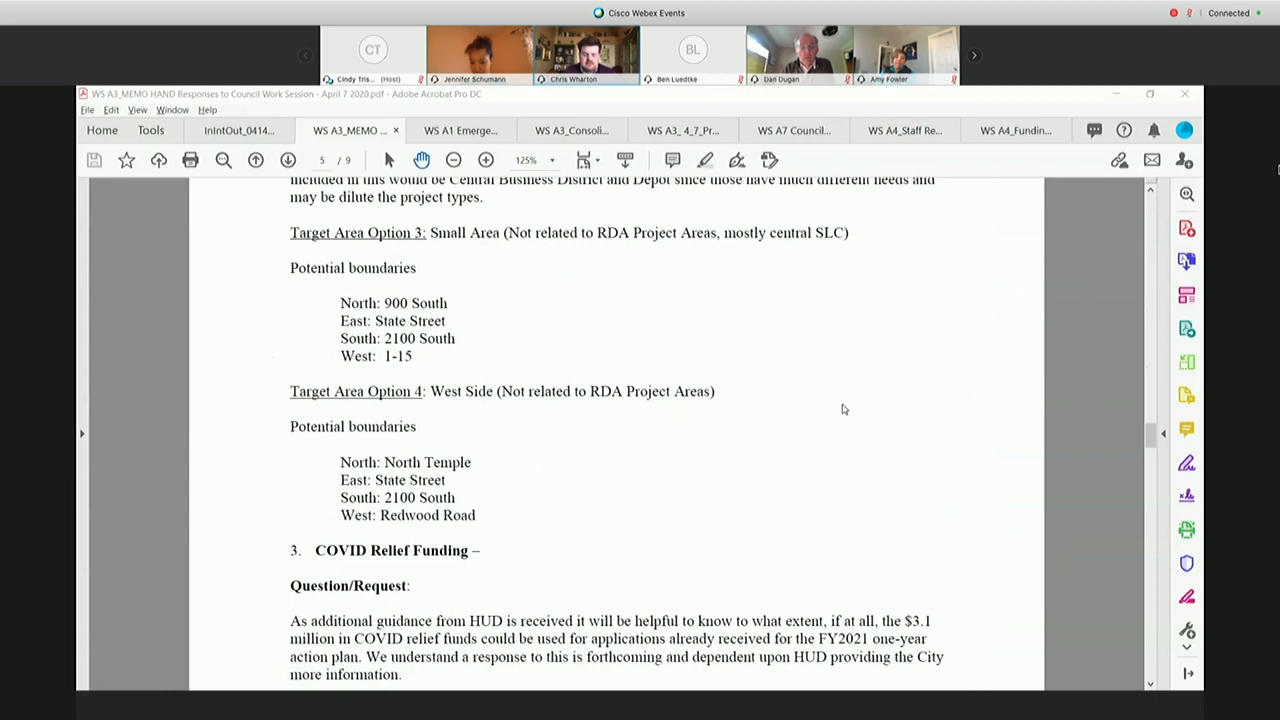 Cisco Webex Events
Connected
CT
BL
Cindy Tris... (Host)
Jennifer Schumann
Chris Wharton
Ben Luedtke
Dan Dugan
Amy Fowler
WS A3_MEMO HAND Responses to Council Work Session - April 7 2020.pdf - Adobe Acrobat Pro DC
File Edit View Window Help
Home Tools InIntOut_0414... WS A3_MEMO ... × WS A1 Emerge... WS A3_Consoli... WS A3_ 4_7_Pr... WS A7 Council... WS A4_Staff Re... WS A4_Fundin...
5 / 9 125%
included in this would be Central Business District and Depot since those have much different needs and
may be dilute the project types.
Target Area Option 3: Small Area (Not related to RDA Project Areas, mostly central SLC)
Potential boundaries
North: 900 South
East: State Street
South: 2100 South
West: 1-15
Target Area Option 4: West Side (Not related to RDA Project Areas)
Potential boundaries
North: North Temple
East: State Street
South: 2100 South
West: Redwood Road
3. COVID Relief Funding –
Question/Request:
As additional guidance from HUD is received it will be helpful to know to what extent, if at all, the $3.1
million in COVID relief funds could be used for applications already received for the FY2021 one-year
action plan. We understand a response to this is forthcoming and dependent upon HUD providing the City
more information.